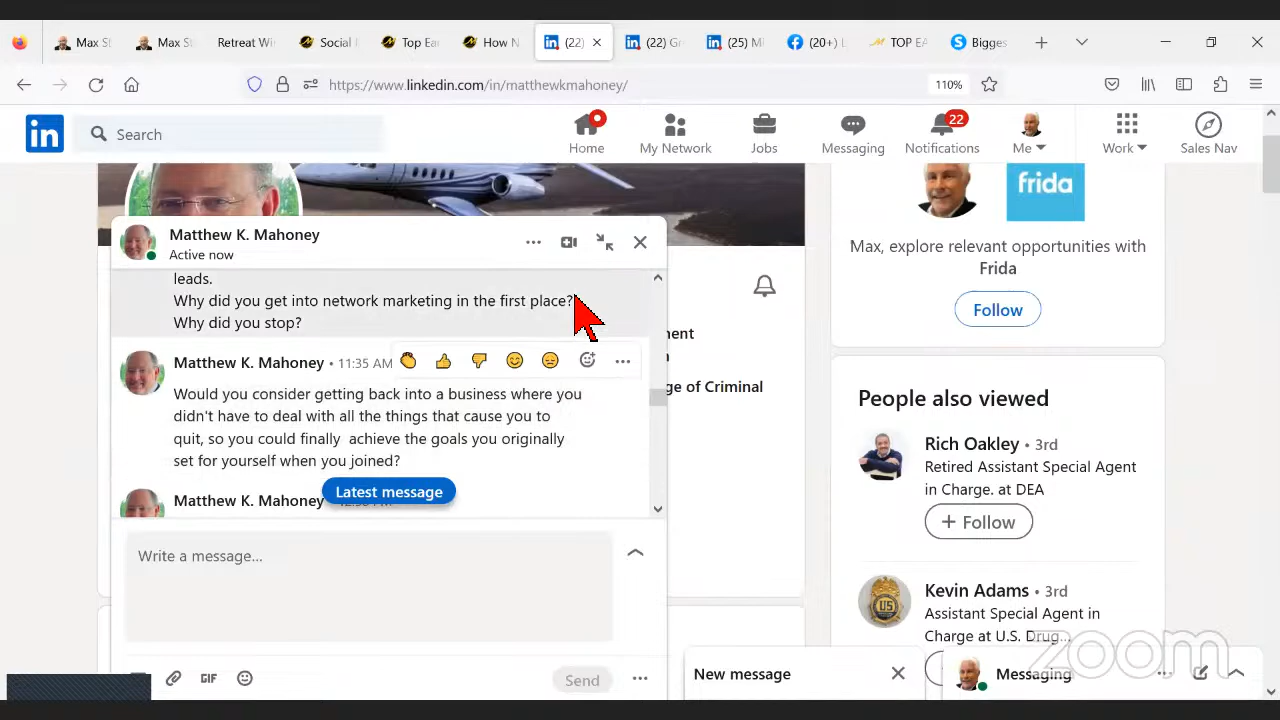 Max St
Max St
Retreat Wi
Social
Top Ea
How N
(22)
(22) G
(25) Mi
(20+) L
TOP EA
Bigges
https://www.linkedin.com/in/matthewkmahoney/
110%
in
Search
Home
My Network
Jobs
Messaging
22
Notifications
Me
Work
Sales Nav
frida
Max, explore relevant opportunities with
Frida
Follow
Matthew K. Mahoney
Active now
leads.
Why did you get into network marketing in the first place?
Why did you stop?
Matthew K. Mahoney • 11:35 AM
Would you consider getting back into a business where you
didn't have to deal with all the things that cause you to
quit, so you could finally achieve the goals you originally
set for yourself when you joined?
Latest message
Matthew K. Mahoney
ment
ge of Criminal
Write a message...
GIF
Send
People also viewed
Rich Oakley • 3rd
Retired Assistant Special Agent
in Charge. at DEA
+ Follow
Kevin Adams • 3rd
Assistant Special Agent in
Charge at U.S. Drug...
New message
Messaging
zoom